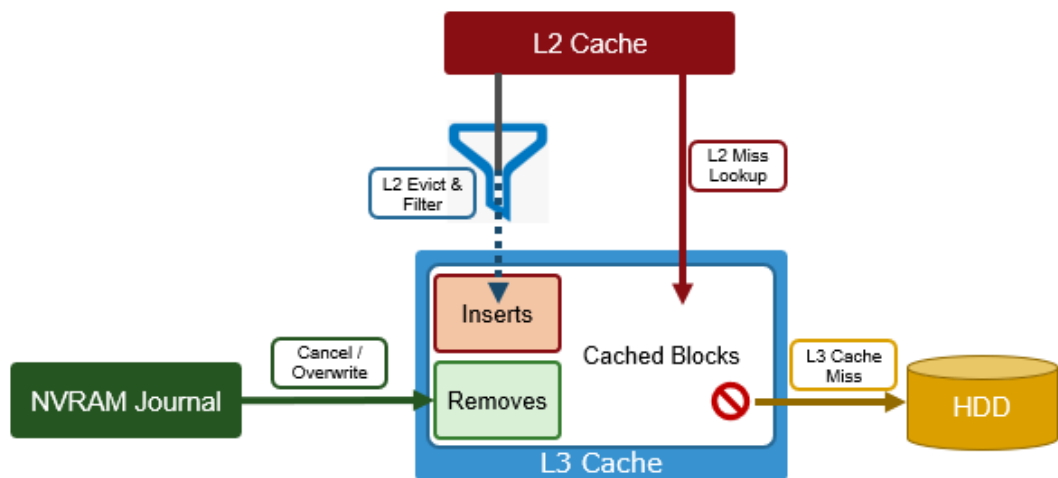 L2 Cache
L2 Miss
Lookup
L2 Evict &
Filter
Inserts
Cached Blocks
Cancel /
Overwrite
L3 Cache
Miss
NVRAM Journal
Removes
HDD
L3 Cache